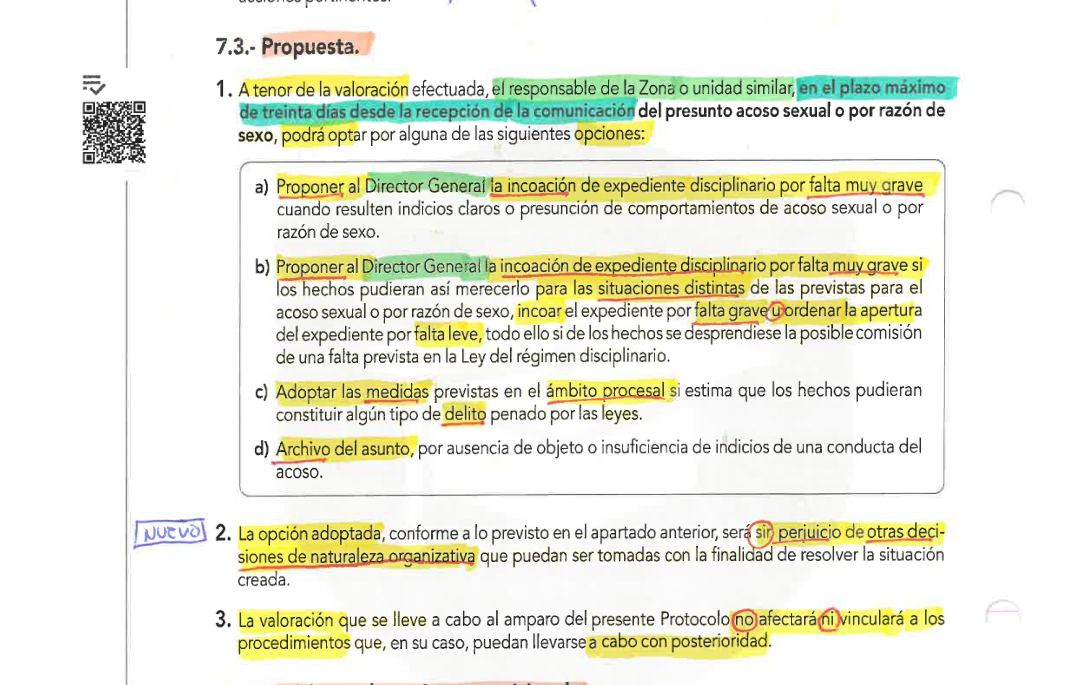 acciones pertinentes.
7.3.- Propuesta.
1. A tenor de la valoración efectuada, el responsable de la Zona o unidad similar, en el plazo máximo
de treinta días desde la recepción de la comunicación del presunto acoso sexual o por razón de
sexo, podrá optar por alguna de las siguientes opciones:
a) Proponer al Director General la incoación de expediente disciplinario por falta muy grave
cuando resulten indicios claros o presunción de comportamientos de acoso sexual o por
razón de sexo.
b) Proponer al Director General la incoación de expediente disciplinario por falta muy grave si
los hechos pudieran así merecerlo para las situaciones distintas de las previstas para el
acoso sexual o por razón de sexo, incoar el expediente por falta grave u ordenar la apertura
del expediente por falta leve, todo ello si de los hechos se desprendiese la posible comisión
de una falta prevista en la Ley del régimen disciplinario.
c) Adoptar las medidas previstas en el ámbito procesal si estima que los hechos pudieran
constituir algún tipo de delito penado por las leyes.
d) Archivo del asunto, por ausencia de objeto o insuficiencia de indicios de una conducta del
acoso.
NUEVO 2. La opción adoptada, conforme a lo previsto en el apartado anterior, será sin perjuicio de otras deci-
siones de naturaleza organizativa que puedan ser tomadas con la finalidad de resolver la situación
creada.
3. La valoración que se lleve a cabo al amparo del presente Protocolo no afectará ni vinculará a los
procedimientos que, en su caso, puedan llevarse a cabo con posterioridad.